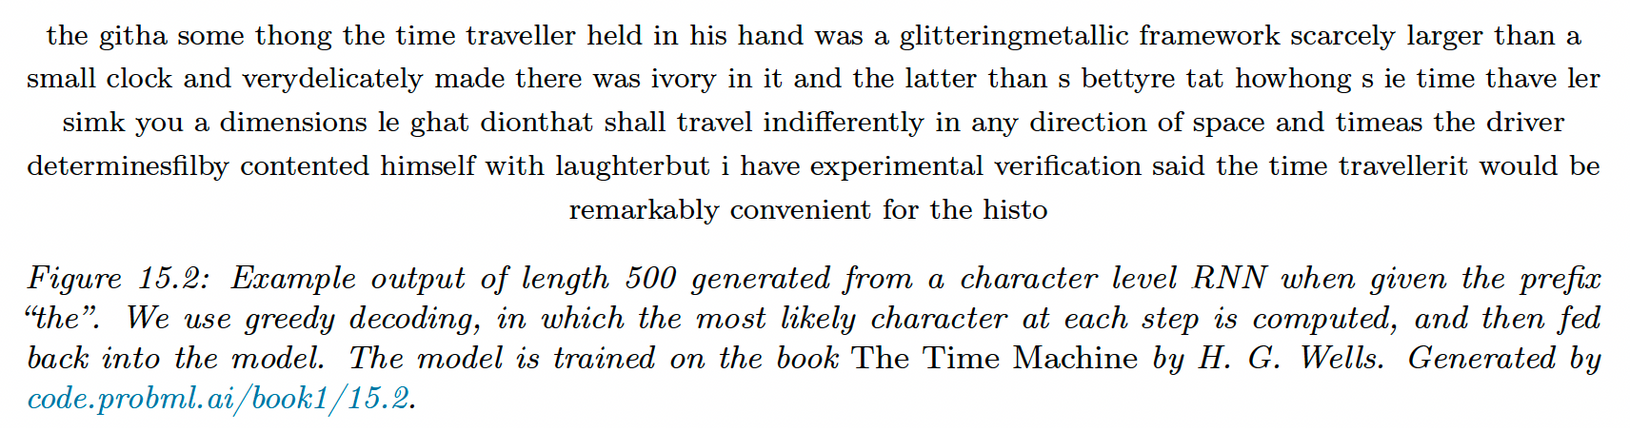 the githa some thong the time traveller held in his hand was a glitteringmetallic framework scarcely larger than a
small clock and verydelicately made there was ivory in it and the latter than s bettyre tat howhong s ie time thave ler
simk you a dimensions le ghat dionthat shall travel indifferently in any direction of space and timeas the driver
determinesfilby contented himself with laughterbut i have experimental verification said the time travellerit would be
remarkably convenient for the histo
Figure 15.2: Example output of length 500 generated from a character level RNN when given the prefix
“the”. We use greedy decoding, in which the most likely character at each step is computed, and then fed
back into the model. The model is trained on the book The Time Machine by H. G. Wells. Generated by
code.probml.ai/book1/15.2.